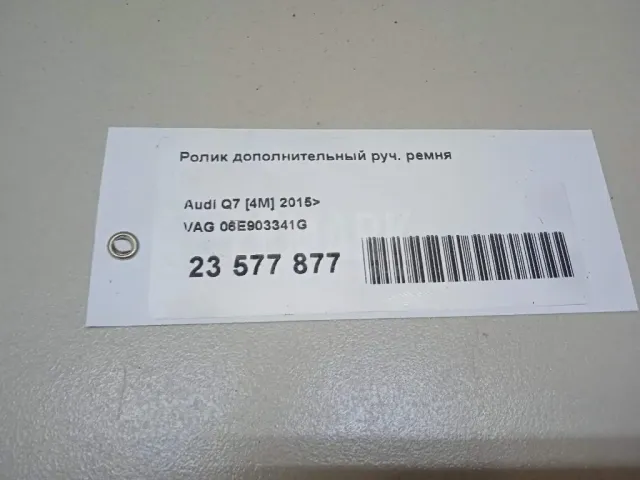 Ролик дополнительный руч. ремня
Audi Q7 [4M] 2015>
VAG 06E903341G
23 577 877